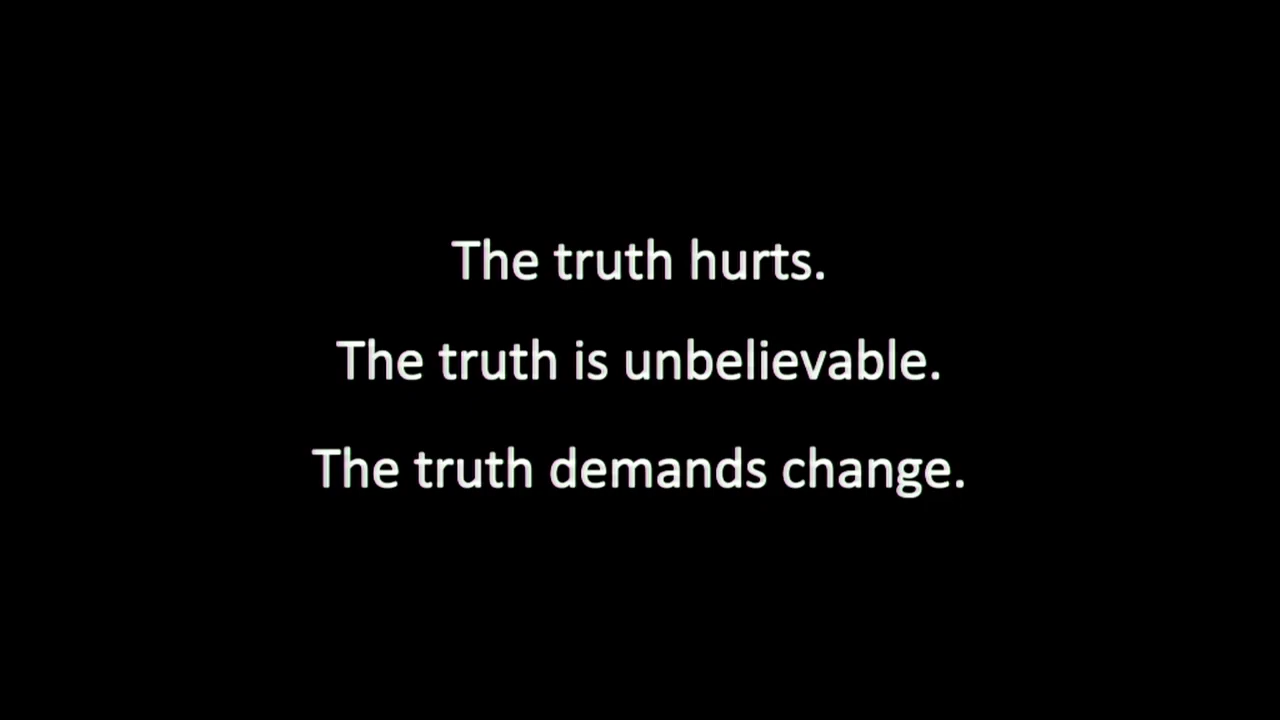 The truth hurts.
The truth is unbelievable.
The truth demands change.